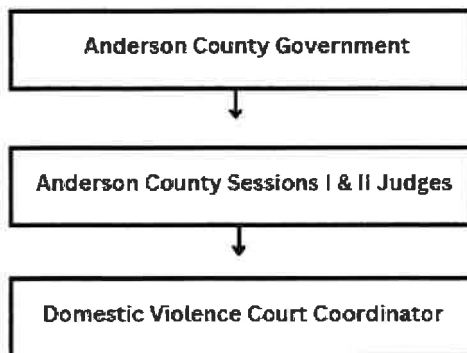 Anderson County Government
Anderson County Sessions I & II Judges
Domestic Violence Court Coordinator